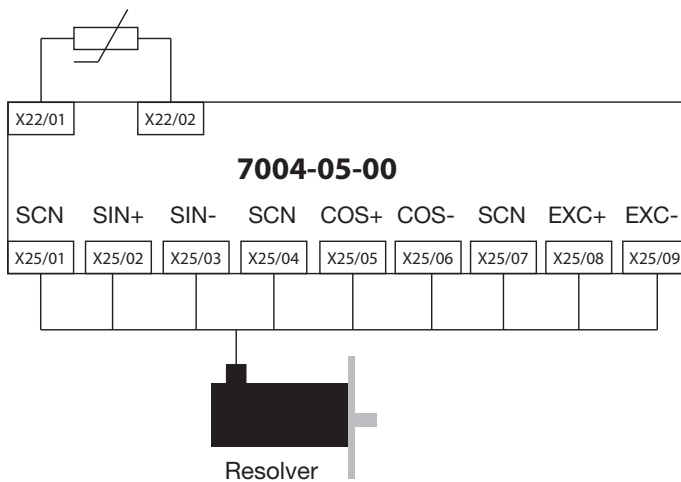 X22/01 X22/02
7004-05-00
SCN SIN+ SIN- SCN COS+ COS- SCN EXC+ EXC-
X25/01 X25/02 X25/03 X25/04 X25/05 X25/06 X25/07 X25/08 X25/09
Resolver